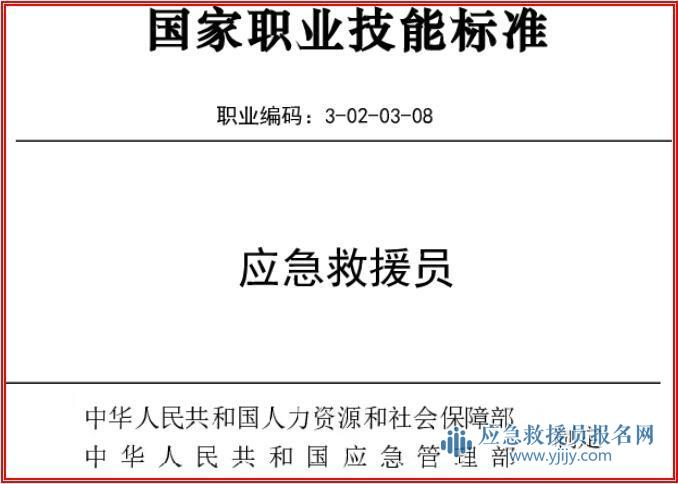 国家职业技能标准
职业编码：3-02-03-08
应急救援员
中华人民共和国人力资源和社会保障部
中华人民共和国应急管理部
制定
应急救援员报名网
www.yjijy.com